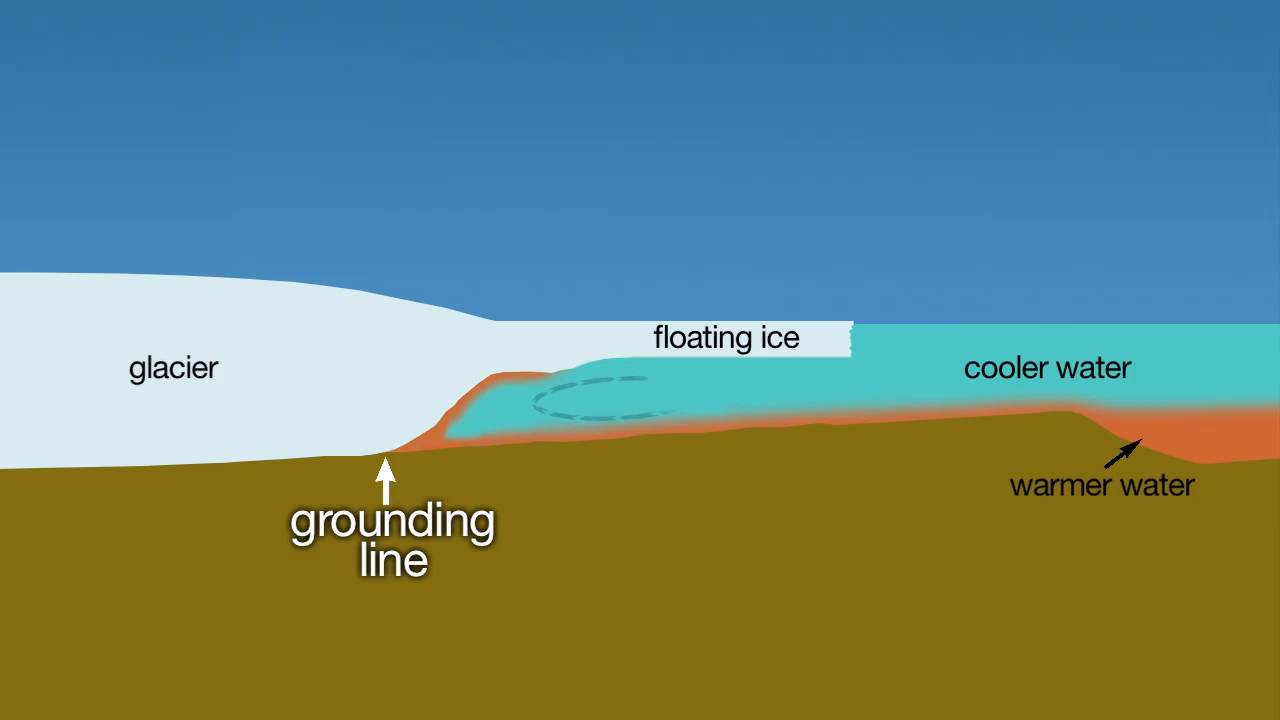 floating ice
glacier
cooler water
warmer water
grounding
line